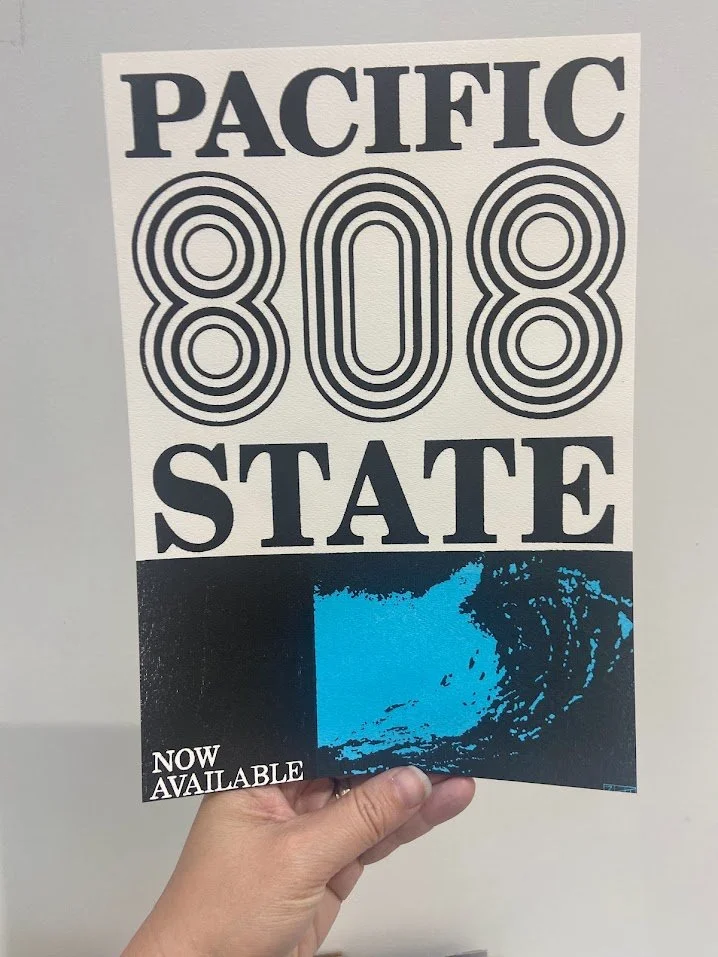 PACIFIC
808
STATE
NOW
AVAILABLE